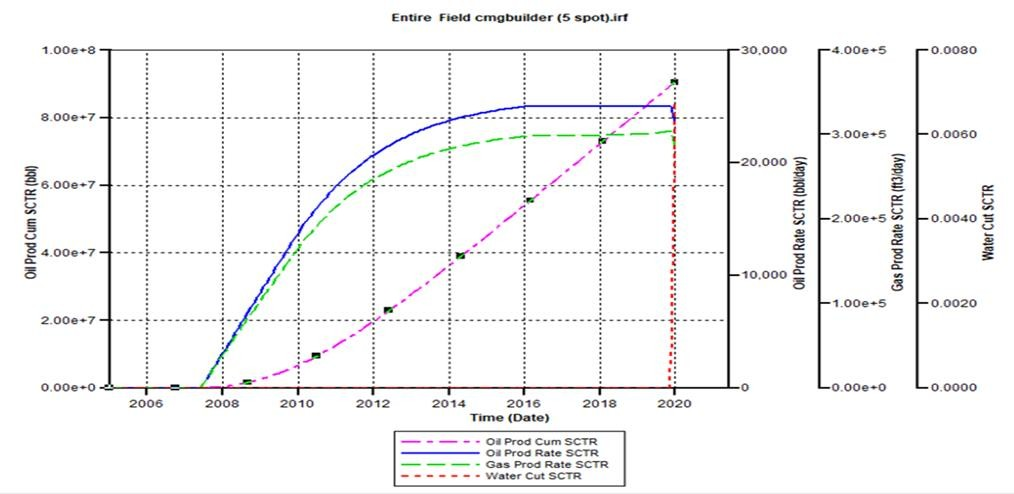 Entire Field cmgbuilder (5 spot).irf
1.00e+8
8.00e+7
6.00e+7
4.00e+7
2.00e+7
0.00e+0
Oil Prod Cum SCTR (bbl)
30,000
20,000
10,000
0
Oil Prod Rate SCTR (bbl/day)
4.00e+5
3.00e+5
2.00e+5
1.00e+5
0.00e+0
Gas Prod Rate SCTR (ft3/day)
0.0080
0.0060
0.0040
0.0020
0.0000
Water Cut SCTR
2006 2008 2010 2012 2014 2016 2018 2020
Time (Date)
Oil Prod Cum SCTR
Oil Prod Rate SCTR
Gas Prod Rate SCTR
Water Cut SCTR